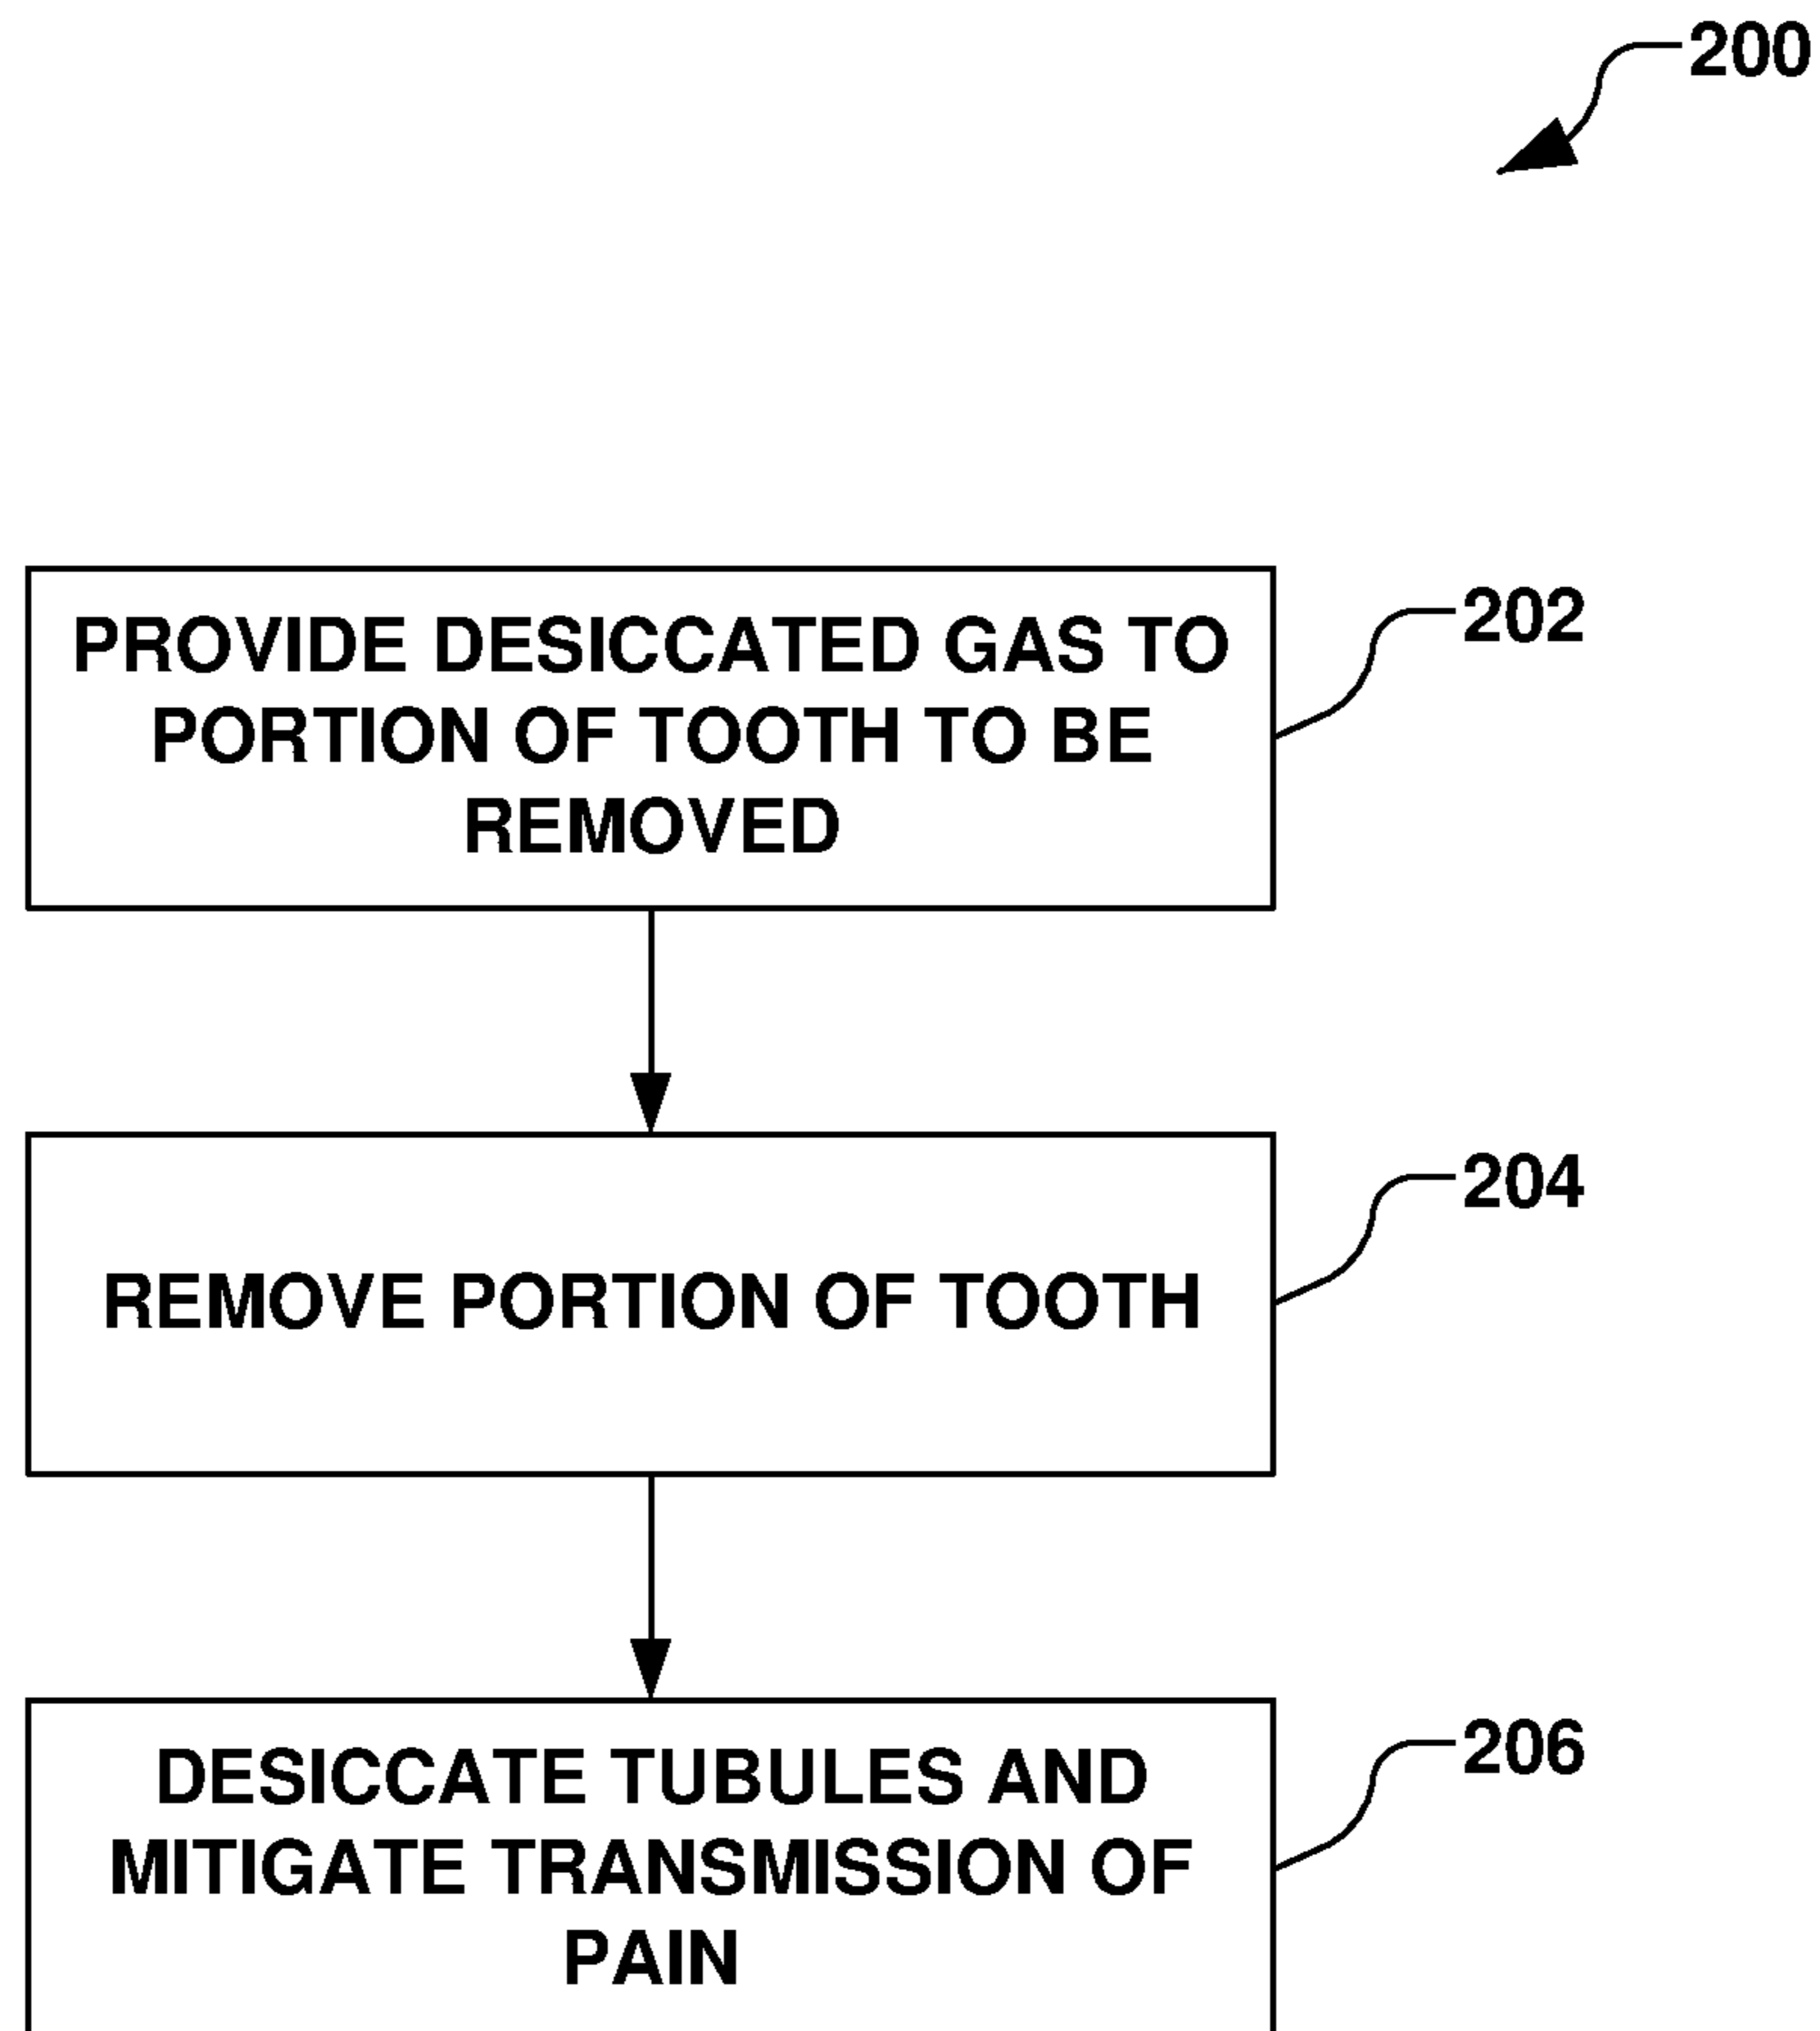 200
PROVIDE DESICCATED GAS TO
PORTION OF TOOTH TO BE
REMOVED
202
REMOVE PORTION OF TOOTH
204
DESICCATE TUBULES AND
MITIGATE TRANSMISSION OF
PAIN
206